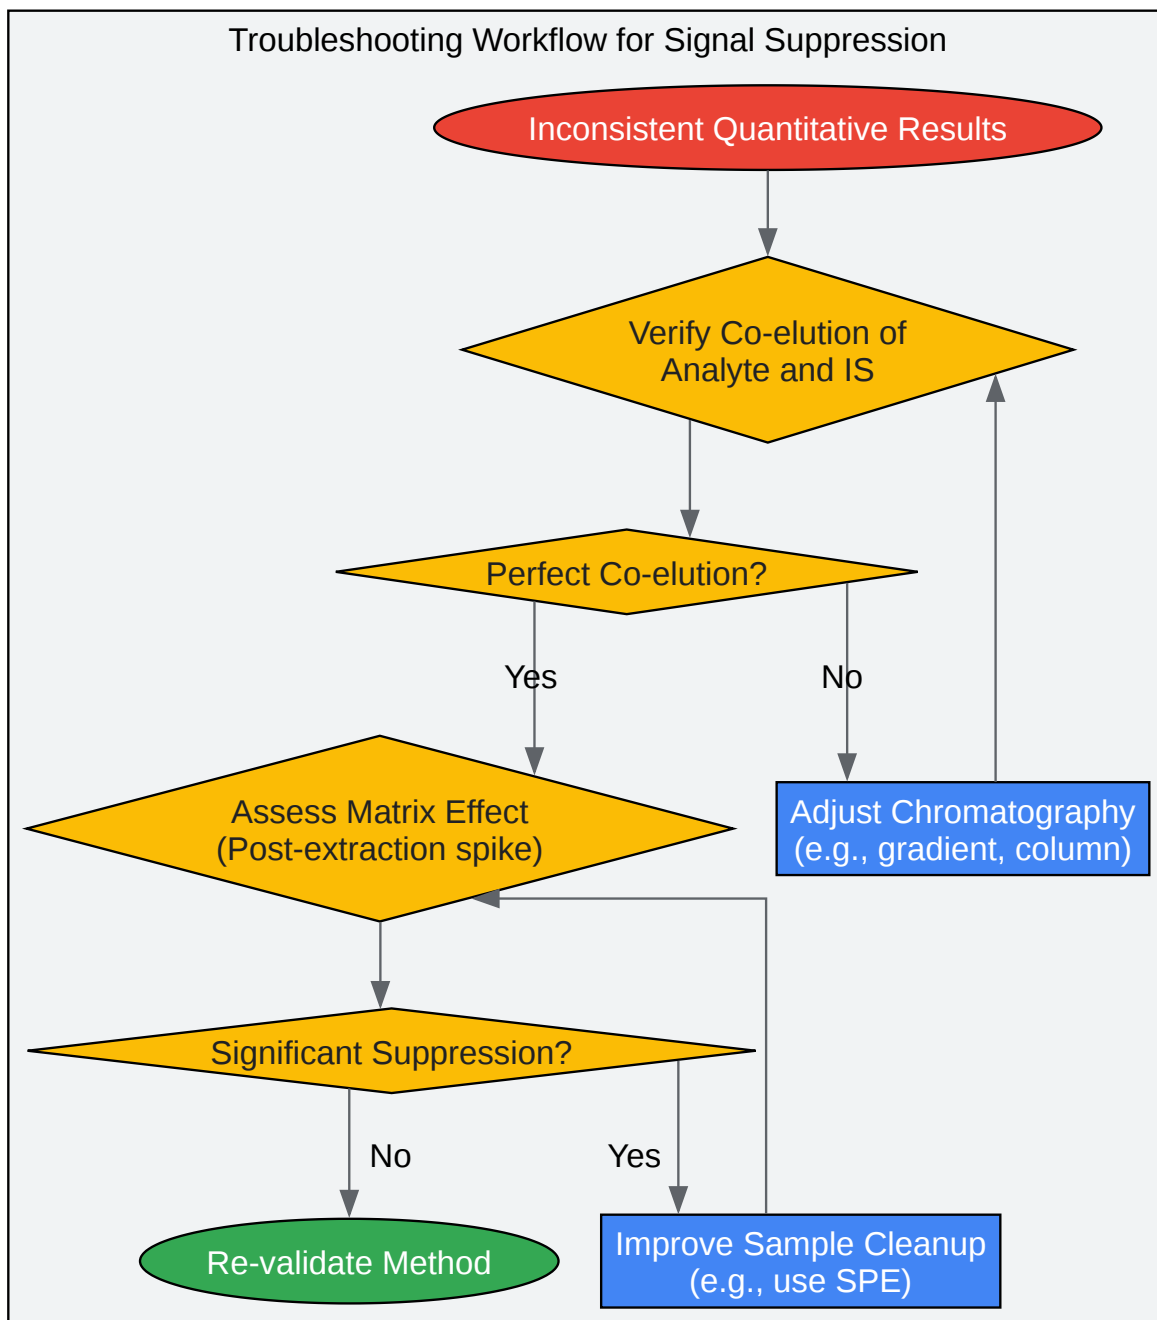 Troubleshooting Workflow for Signal Suppression
Inconsistent Quantitative Results
Verify Co-elution of
Analyte and IS
Perfect Co-elution?
Yes
No
Assess Matrix Effect
(Post-extraction spike)
Adjust Chromatography
(e.g., gradient, column)
Significant Suppression?
No
Yes
Re-validate Method
Improve Sample Cleanup
(e.g., use SPE)